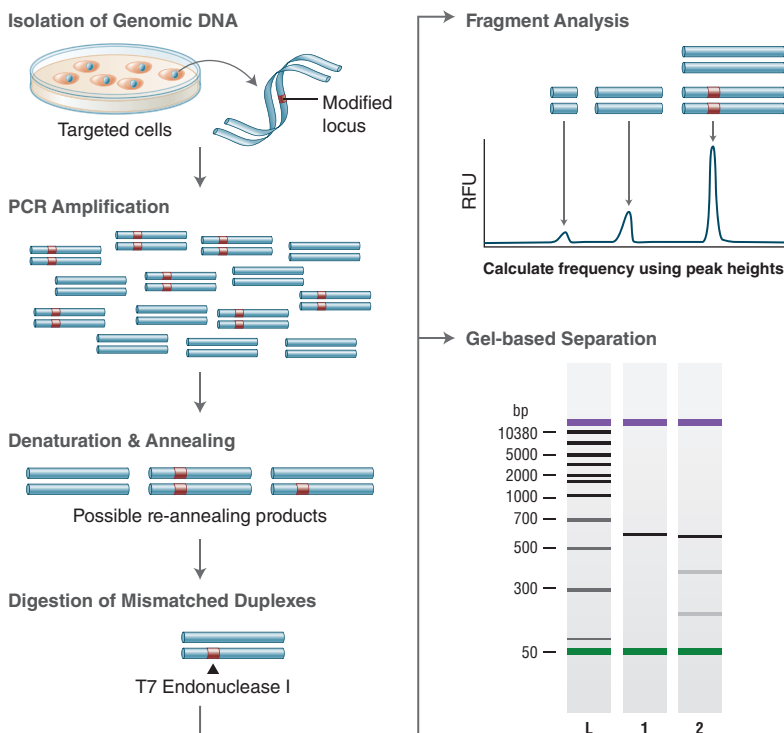 Isolation of Genomic DNA
Targeted cells
Modified
locus
PCR Amplification
Denaturation & Annealing
Possible re-annealing products
Digestion of Mismatched Duplexes
T7 Endonuclease I
Fragment Analysis
RFU
Calculate frequency using peak heights
Gel-based Separation
bp
10380
5000
2000
1000
700
500
300
50
L 1 2